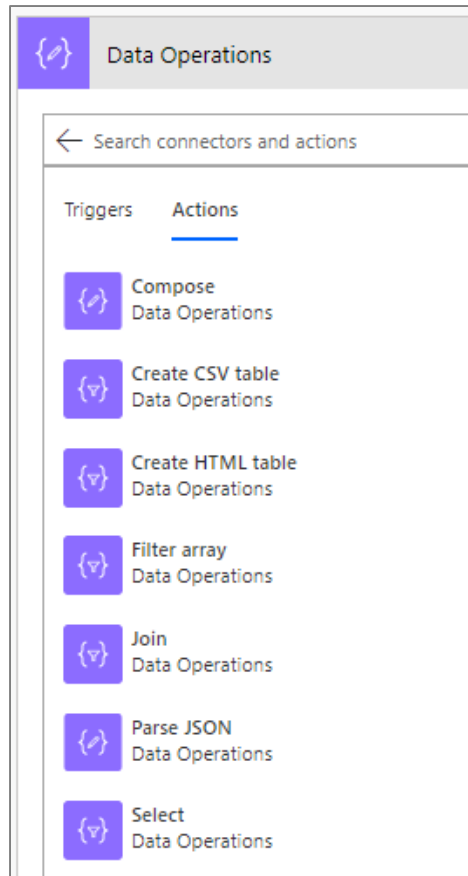 Data Operations
Search connectors and actions
Triggers Actions
Compose
Data Operations
Create CSV table
Data Operations
Create HTML table
Data Operations
Filter array
Data Operations
Join
Data Operations
Parse JSON
Data Operations
Select
Data Operations